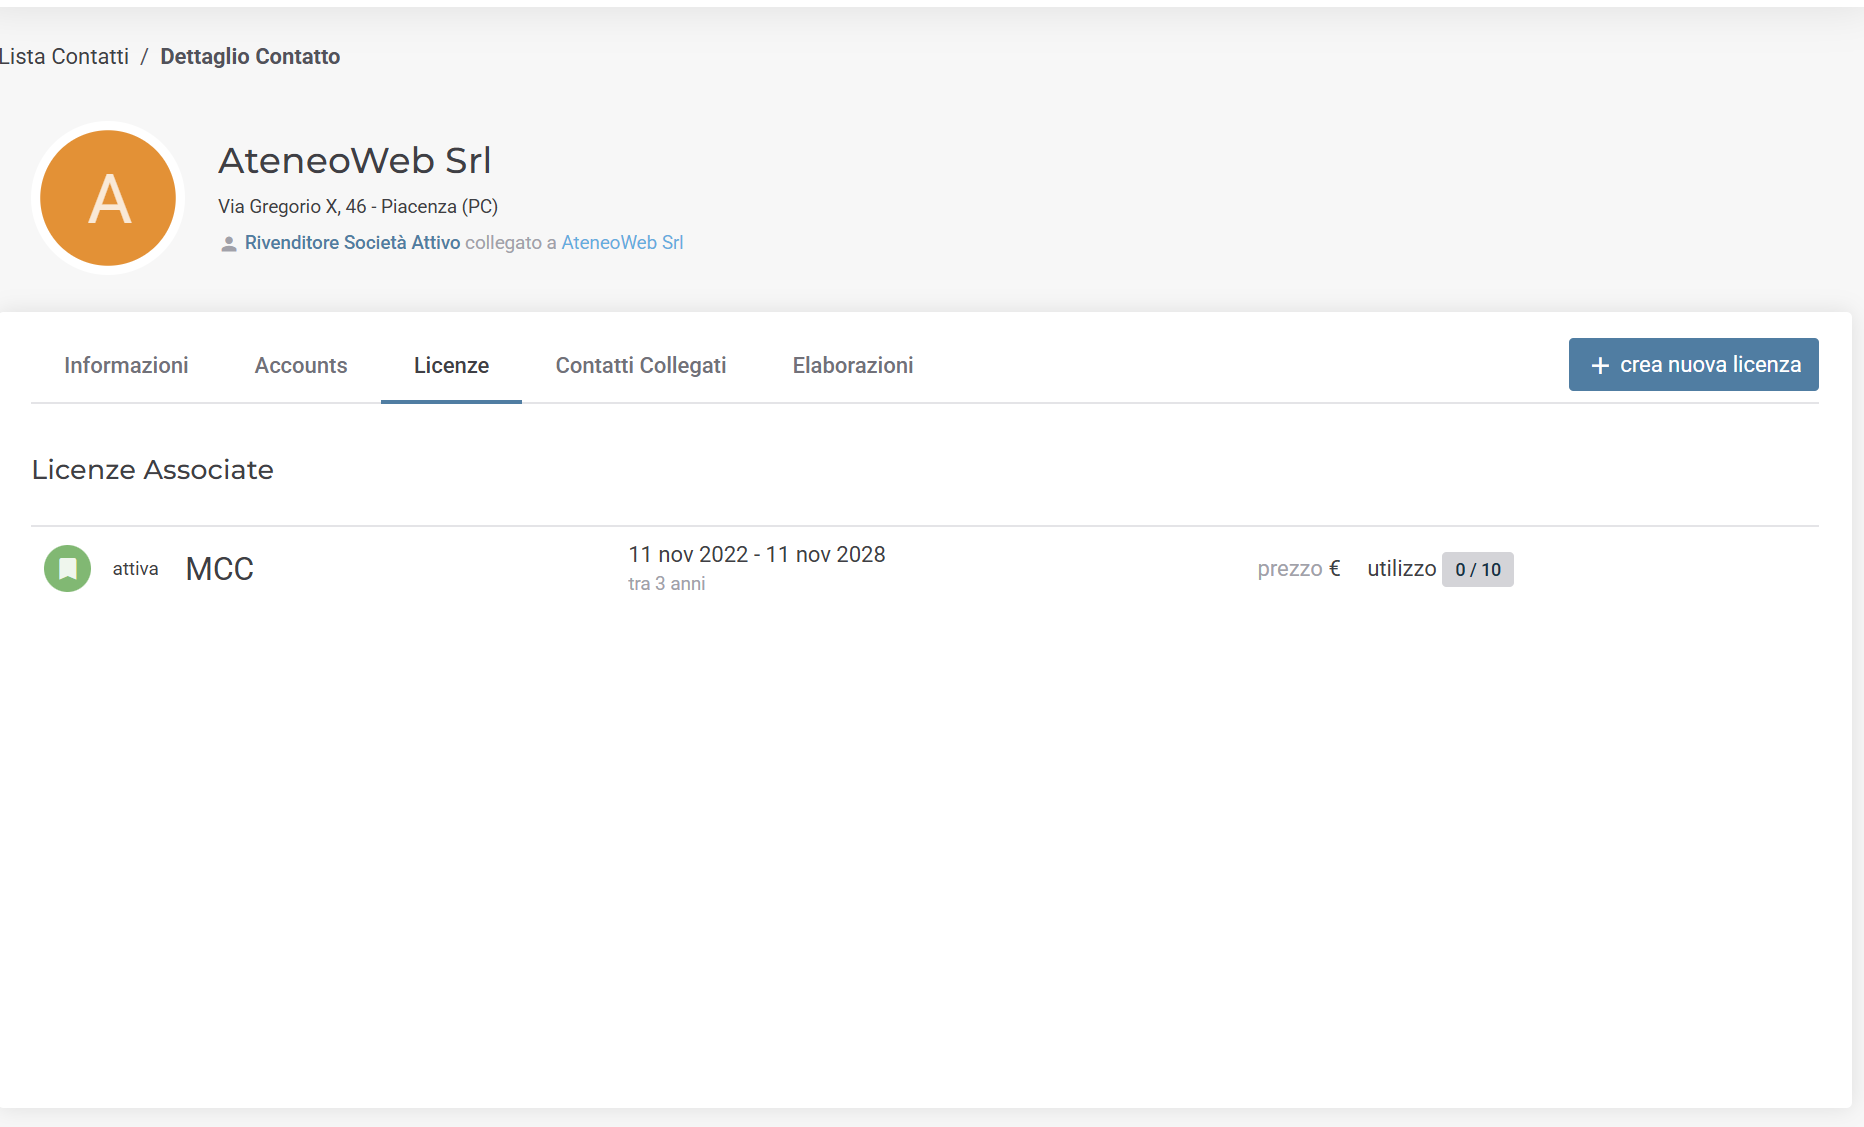 Lista Contatti / Dettaglio Contatto
A
AteneoWeb Srl
Via Gregorio X, 46 - Piacenza (PC)
Rivenditore Società Attivo collegato a AteneoWeb Srl
Informazioni Accounts Licenze Contatti Collegati Elaborazioni + crea nuova licenza
Licenze Associate
attiva MCC 11 nov 2022 - 11 nov 2028 prezzo € utilizzo 0 / 10
tra 3 anni